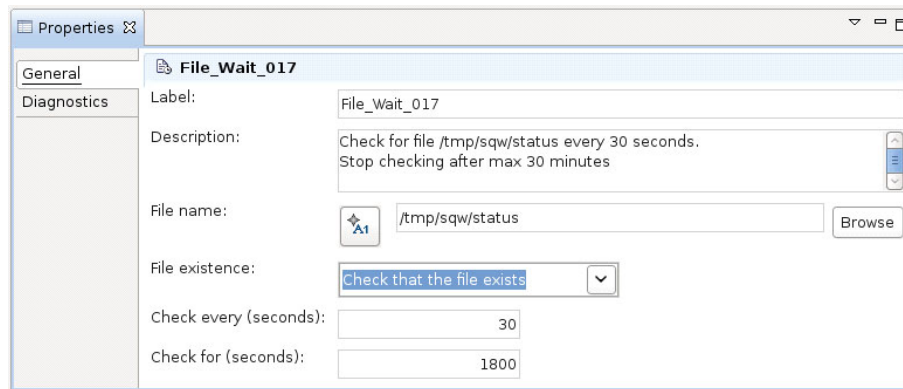 Properties
General
Diagnostics
File_Wait_017
Label:
File_Wait_017
Description:
Check for file /tmp/sqw/status every 30 seconds.
Stop checking after max 30 minutes
File name:
A1
/tmp/sqw/status
Browse
File existence:
Check that the file exists
Check every (seconds):
30
Check for (seconds):
1800